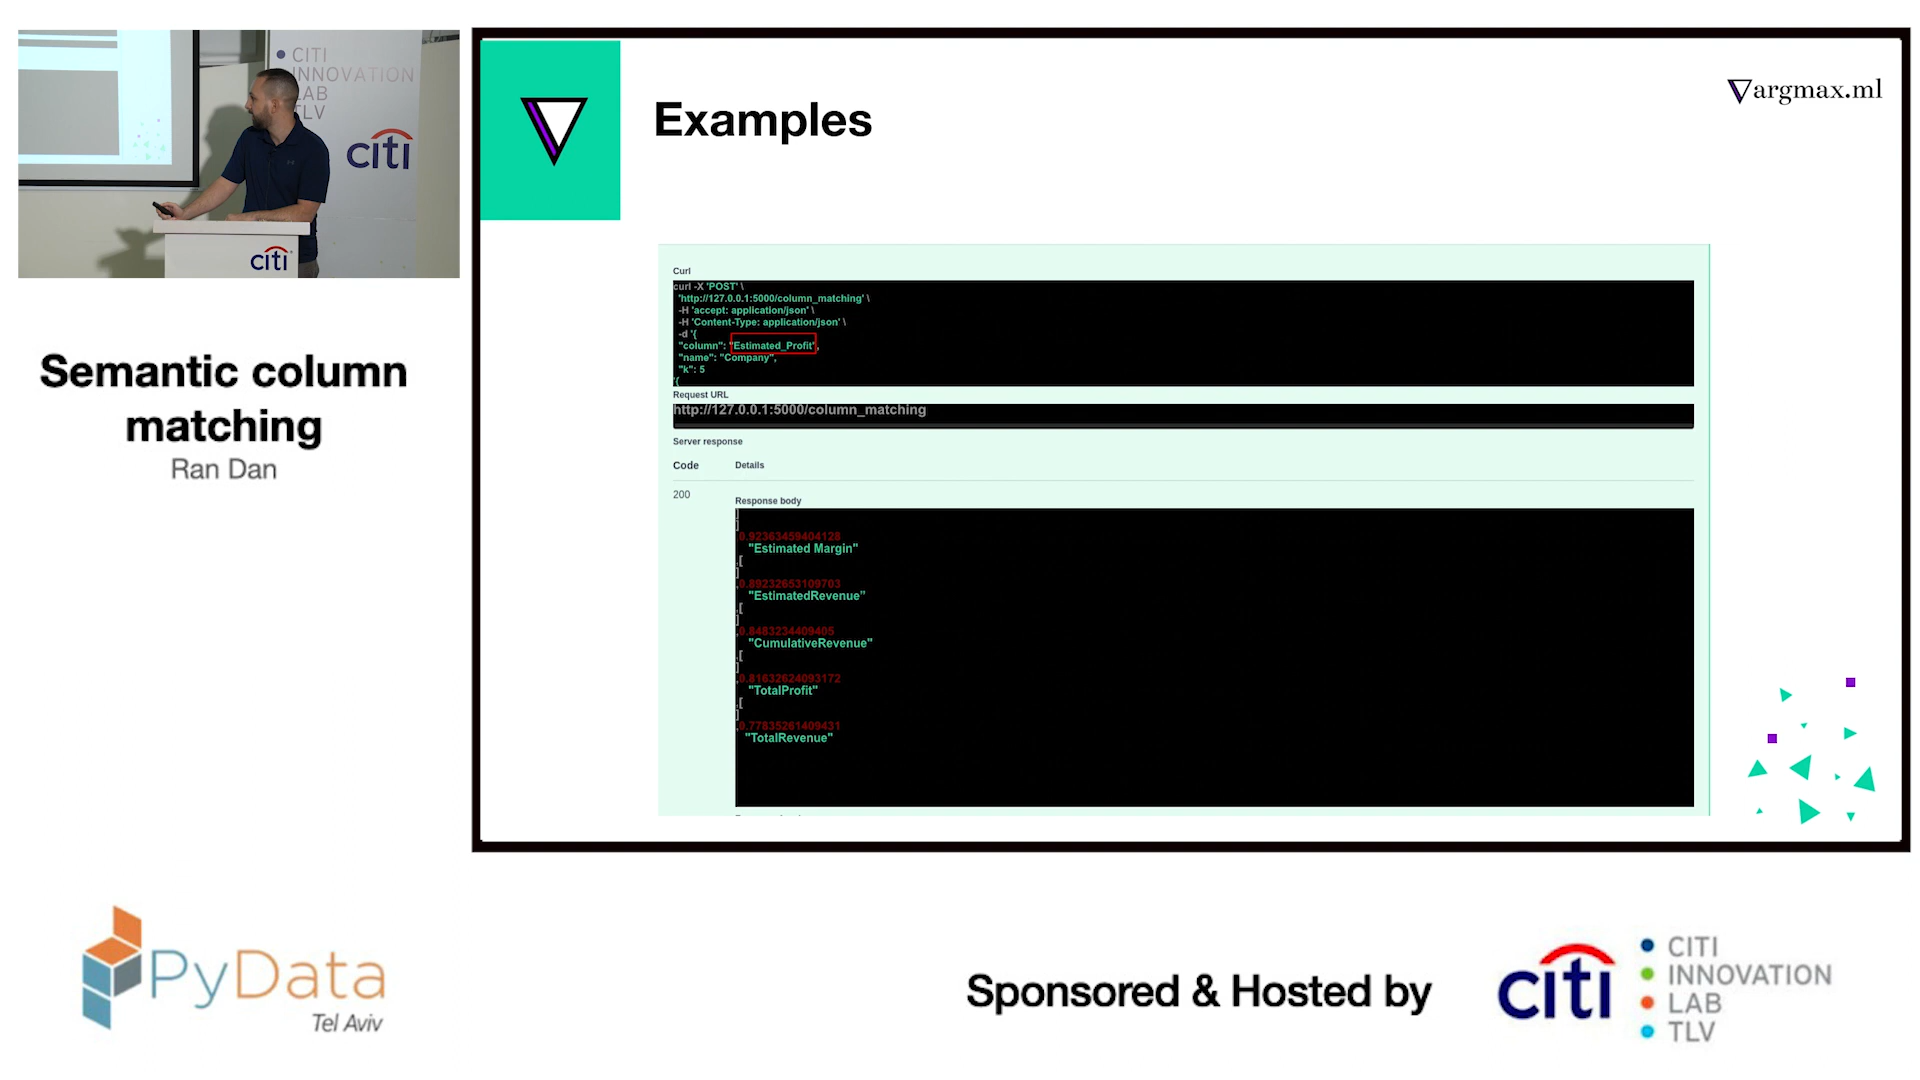 CITI
INNOVATION
LAB
TLV
citi
citi
Semantic column
matching
Ran Dan
Examples
argmax.ml
Curl
curl -X 'POST' \
'http://127.0.0.1:5000/column_matching' \
-H 'accept: application/json' \
-H 'Content-Type: application/json' \
-d '{
"column": "Estimated_Profit",
"name": "Company",
"k": 5
'{
Request URL
http://127.0.0.1:5000/column_matching
Server response
Code Details
200
Response body
]
]
0.92363459404128
"Estimated Margin"
,[
]
,0.89232653109703
"EstimatedRevenue”
,[
]
,0.8483234409405
"CumulativeRevenue"
,[
]
,0.81632624093172
"TotalProfit"
,[
]
,0.77835261409431
"TotalRevenue"
PyData
Tel Aviv
Sponsored & Hosted by
citi
CITI
INNOVATION
LAB
TLV